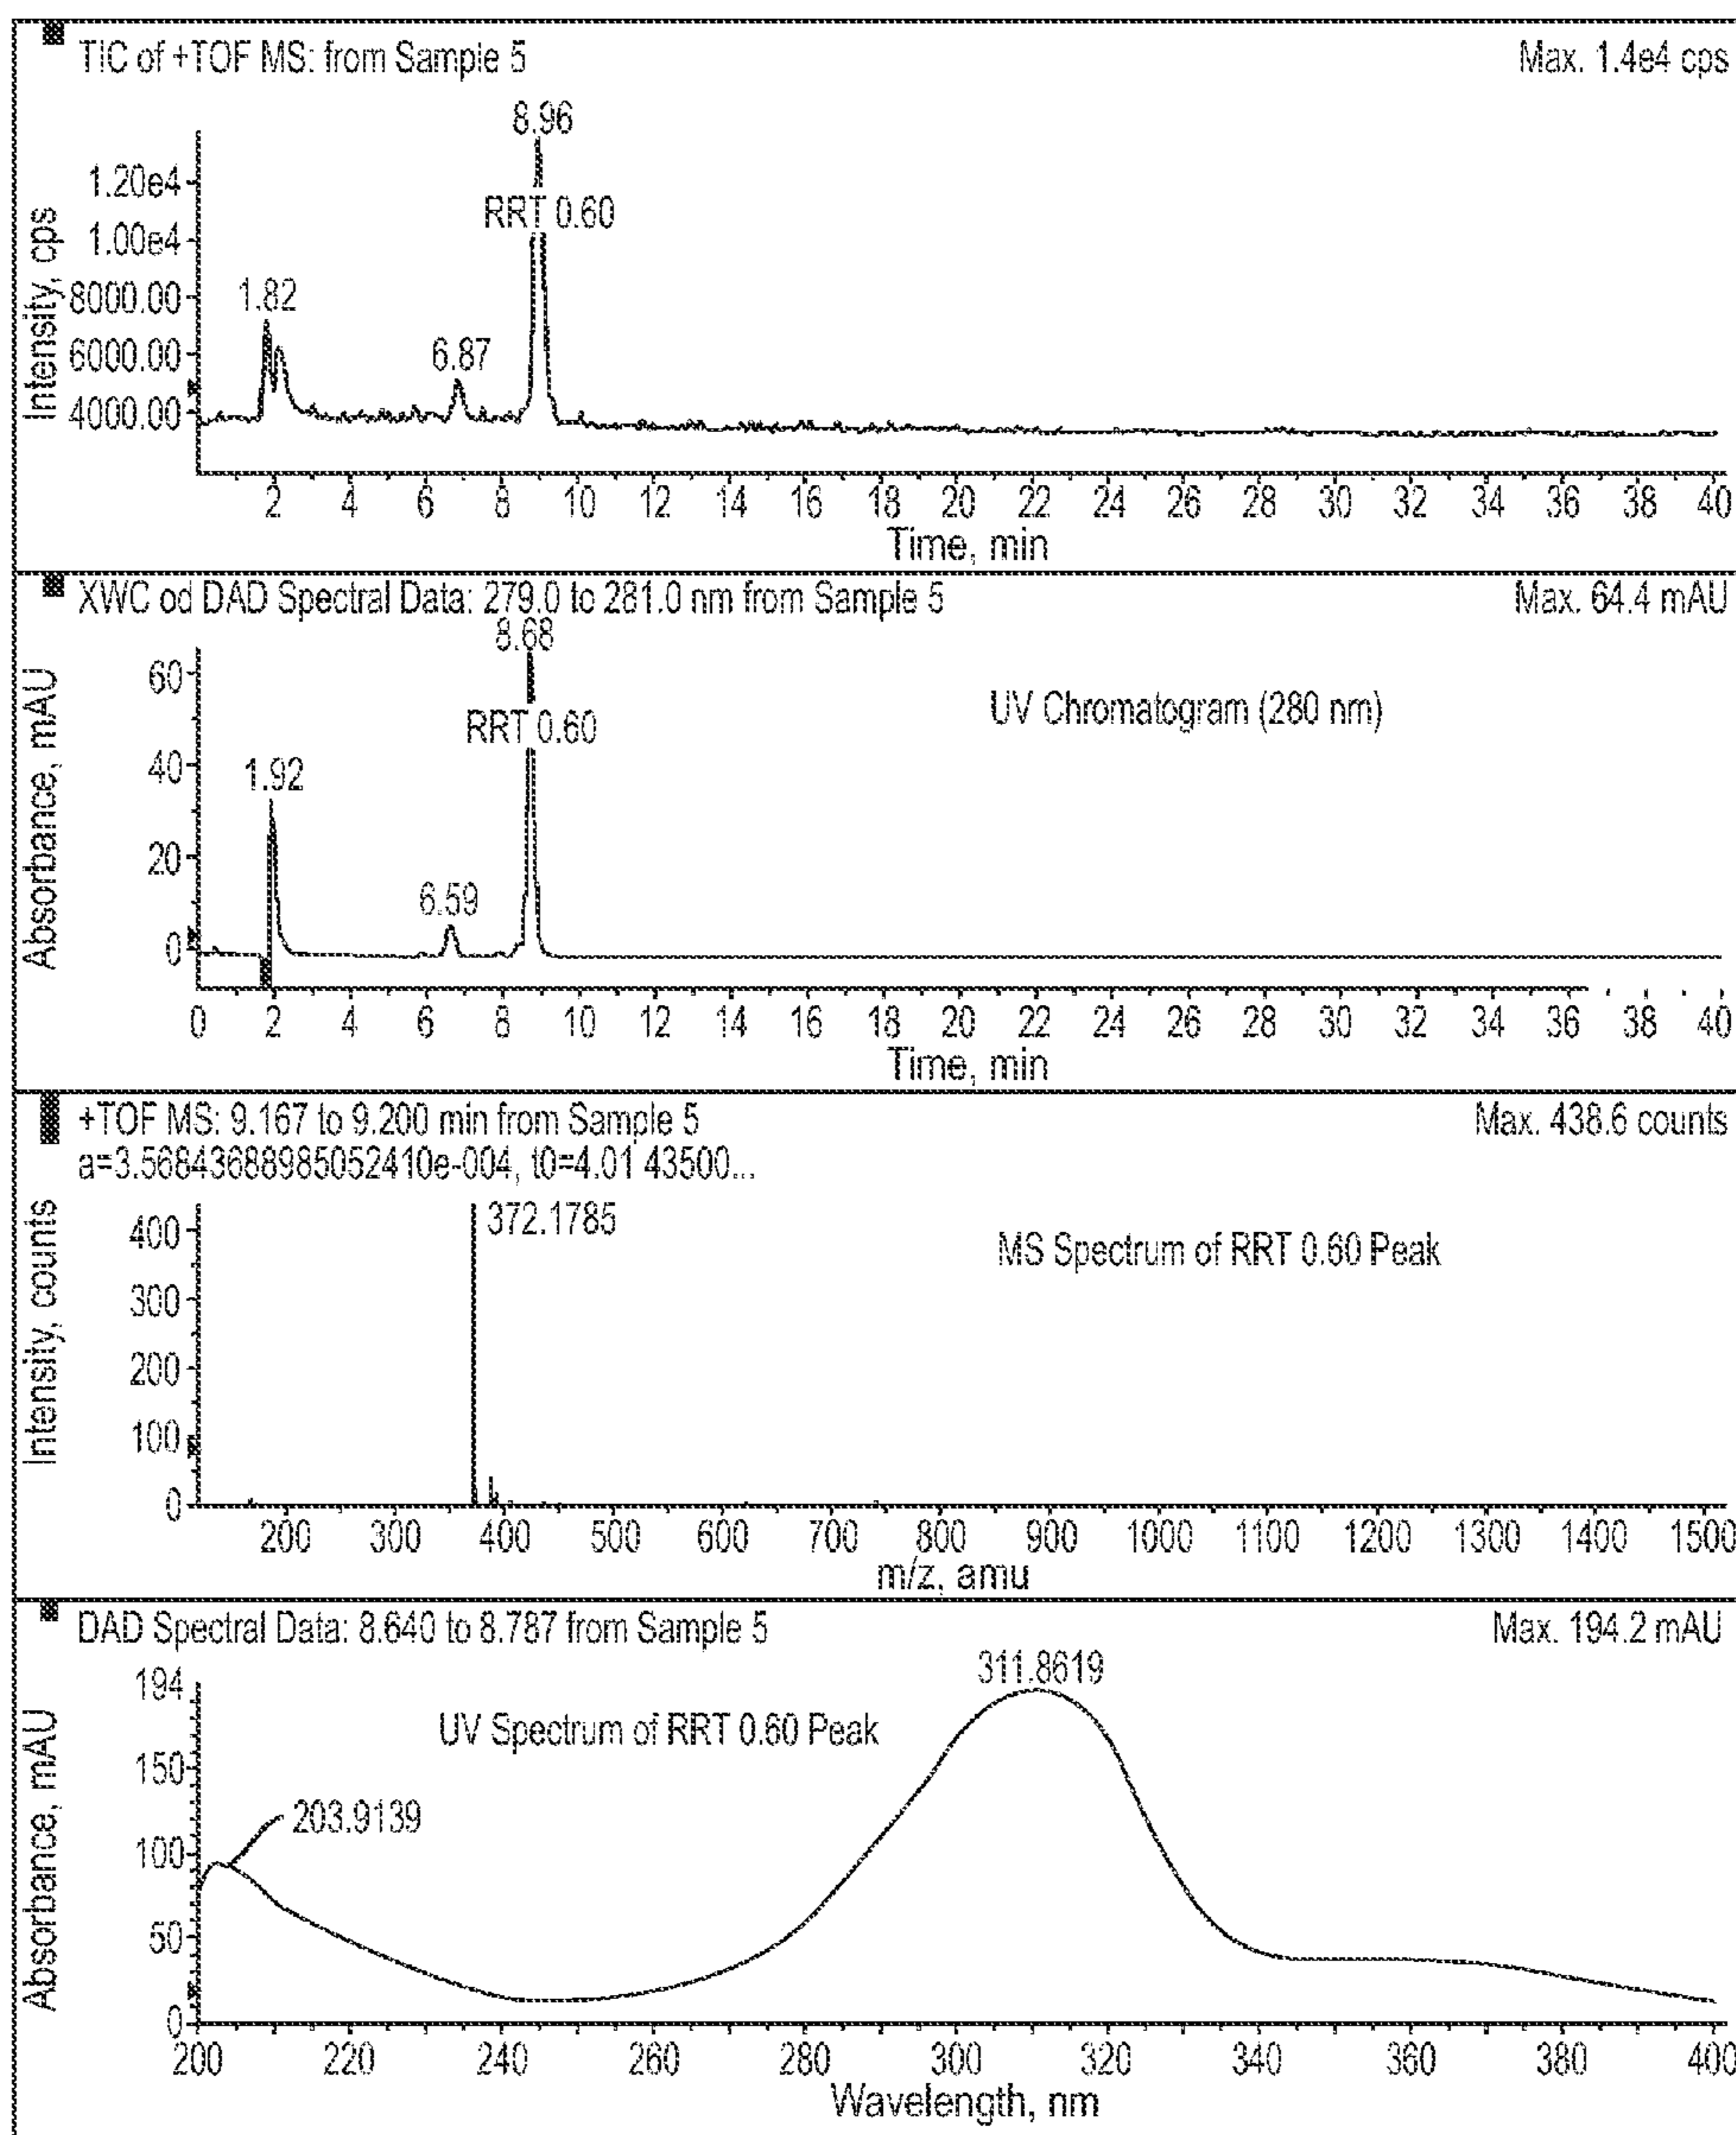 TIC of +TOF MS: from Sample 5 Max. 1.4e4 cps
8.96
1.20e4
RRT 0.60
1.00e4
1.82
8000.00
6.87
6000.00
4000.00
Intensity, cps
2 4 6 8 10 12 14 16 18 20 22 24 26 28 30 32 34 36 38 40
Time, min
XWC od DAD Spectral Data: 279.0 to 281.0 nm from Sample 5 Max. 64.4 mAU
8.68
60
UV Chromatogram (280 nm)
RRT 0.60
40
1.92
20
6.59
0
Absorbance, mAU
0 2 4 6 8 10 12 14 16 18 20 22 24 26 28 30 32 34 36 38 40
Time, min
+TOF MS: 9.167 to 9.200 min from Sample 5 Max. 438.6 counts
a=3.56843688985052410e-004, t0=4.01 43500...
372.1785
400
MS Spectrum of RRT 0.60 Peak
300
200
100
0
Intensity, counts
200 300 400 500 600 700 800 900 1000 1100 1200 1300 1400 1500
m/z, amu
DAD Spectral Data: 8.640 to 8.787 from Sample 5 Max. 194.2 mAU
311.8619
194
UV Spectrum of RRT 0.60 Peak
150
203.9139
100
50
0
Absorbance, mAU
200 220 240 260 280 300 320 340 360 380 400
Wavelength, nm